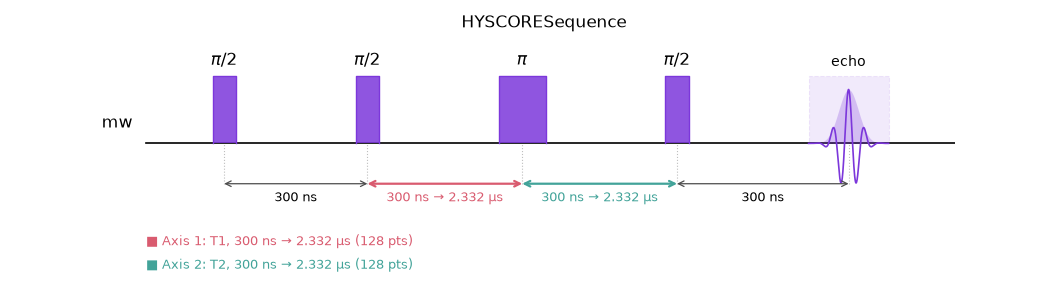 HYSCORESequence
π/2 π/2 π π/2 echo
mw
300 ns 300 ns → 2.332 μs 300 ns → 2.332 μs 300 ns
Axis 1: T1, 300 ns → 2.332 μs (128 pts)
Axis 2: T2, 300 ns → 2.332 μs (128 pts)